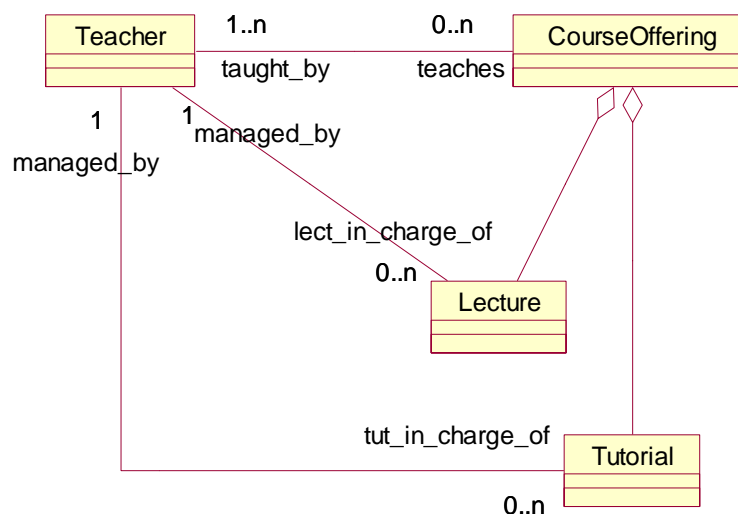 Teacher
1..n
0..n
CourseOffering
taught_by
teaches
1
managed_by
1
managed_by
lect_in_charge_of
0..n
Lecture
tut_in_charge_of
Tutorial
0..n